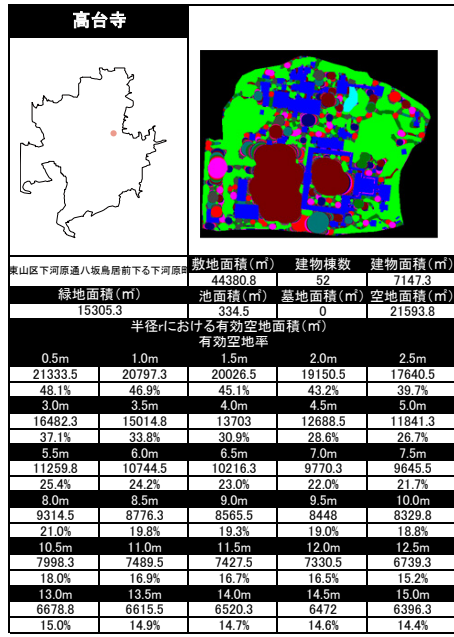 高台寺
東山区下河原通八坂鳥居前下る下河原町
敷地面積(㎡) 建物棟数 建物面積(㎡)
44380.8 52 7147.3
緑地面積(㎡) 池面積(㎡) 墓地面積(㎡) 空地面積(㎡)
15305.3 334.5 0 21593.8
半径rにおける有効空地面積(㎡)
有効空地率
0.5m 1.0m 1.5m 2.0m 2.5m
21333.5 20797.3 20026.5 19150.5 17640.5
48.1% 46.9% 45.1% 43.2% 39.7%
3.0m 3.5m 4.0m 4.5m 5.0m
16482.3 15014.8 13703 12688.5 11841.3
37.1% 33.8% 30.9% 28.6% 26.7%
5.5m 6.0m 6.5m 7.0m 7.5m
11259.8 10744.5 10216.3 9770.3 9645.5
25.4% 24.2% 23.0% 22.0% 21.7%
8.0m 8.5m 9.0m 9.5m 10.0m
9314.5 8776.3 8565.5 8448 8329.8
21.0% 19.8% 19.3% 19.0% 18.8%
10.5m 11.0m 11.5m 12.0m 12.5m
7998.3 7489.5 7427.5 7330.5 6739.3
18.0% 16.9% 16.7% 16.5% 15.2%
13.0m 13.5m 14.0m 14.5m 15.0m
6678.8 6615.5 6520.3 6472 6396.3
15.0% 14.9% 14.7% 14.6% 14.4%